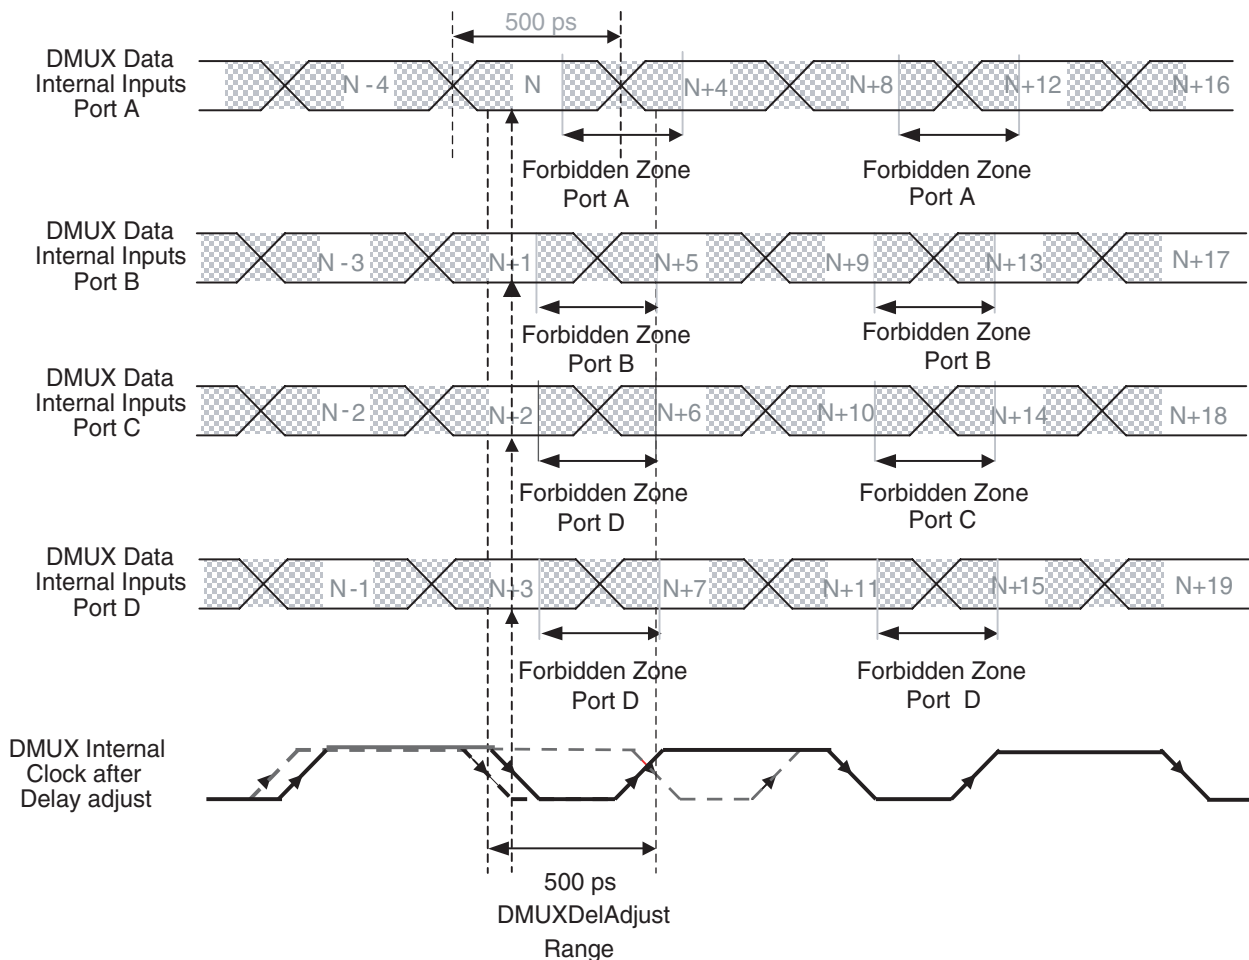 500 ps
DMUX Data
Internal Inputs
Port A
N-4
N
N+4
N+8
N+12
N+16
Forbidden Zone
Port A
Forbidden Zone
Port A
DMUX Data
Internal Inputs
Port B
N-3
N+1
N+5
N+9
N+13
N+17
Forbidden Zone
Port B
Forbidden Zone
Port B
DMUX Data
Internal Inputs
Port C
N-2
N+2
N+6
N+10
N+14
N+18
Forbidden Zone
Port D
Forbidden Zone
Port C
DMUX Data
Internal Inputs
Port D
N-1
N+3
N+7
N+11
N+15
N+19
Forbidden Zone
Port D
Forbidden Zone
Port D
DMUX Internal
Clock after
Delay adjust
500 ps
DMUXDelAdjust
Range